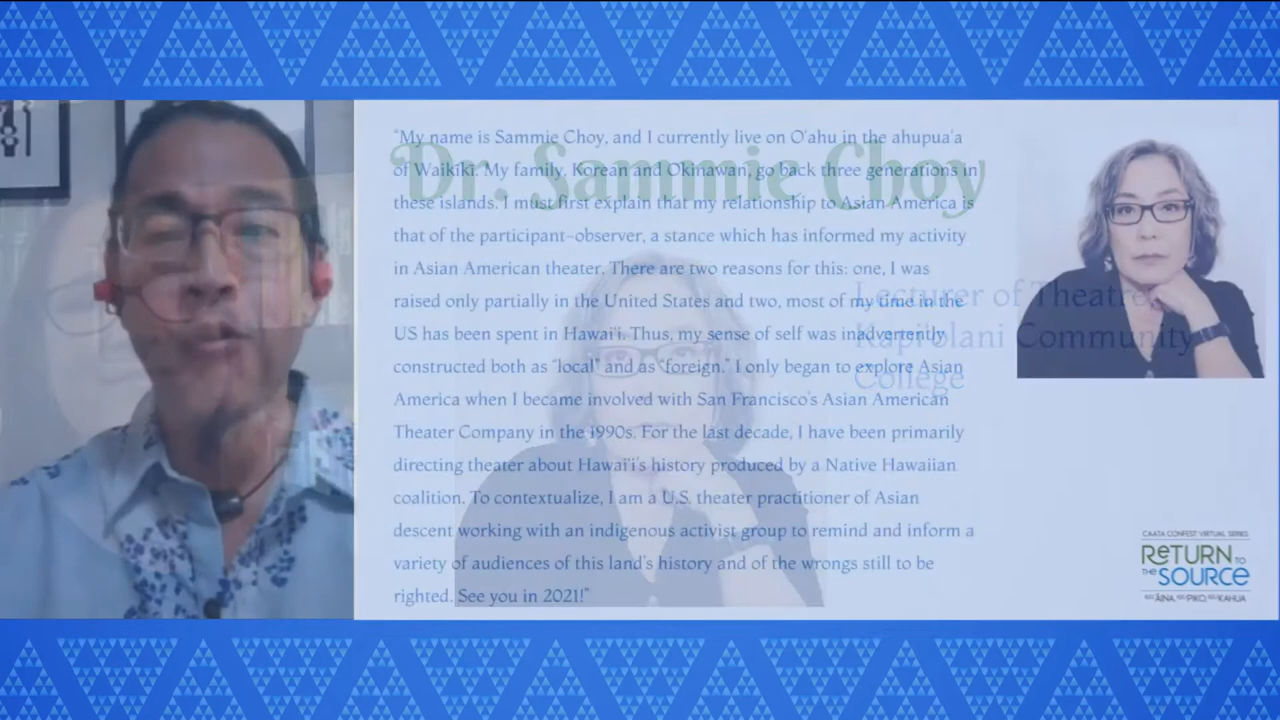 "My name is Sammie Choy, and I currently live on O'ahu in the ahupua'a
of Waikīkī. My family, Korean and Okinawan, go back three generations in
these islands. I must first explain that my relationship to Asian America is
that of the participant-observer, a stance which has informed my activity
in Asian American theater. There are two reasons for this: one, I was
raised only partially in the United States and two, most of my time in the
US has been spent in Hawai'i. Thus, my sense of self was inadvertently
constructed both as "local" and as "foreign." I only began to explore Asian
America when I became involved with San Francisco's Asian American
Theater Company in the 1990s. For the last decade, I have been primarily
directing theater about Hawai'i's history produced by a Native Hawaiian
coalition. To contextualize, I am a U.S. theater practitioner of Asian
descent working with an indigenous activist group to remind and inform a
variety of audiences of this land's history and of the wrongs still to be
righted. See you in 2021!"
Dr. Sammie Choy
Lecturer of Theatre
Kapi'olani Community
College
CAATA CONFEST VIRTUAL SERIES
RETURN TO
THE SOURCE
ĀINA, PIKO, KAHUA